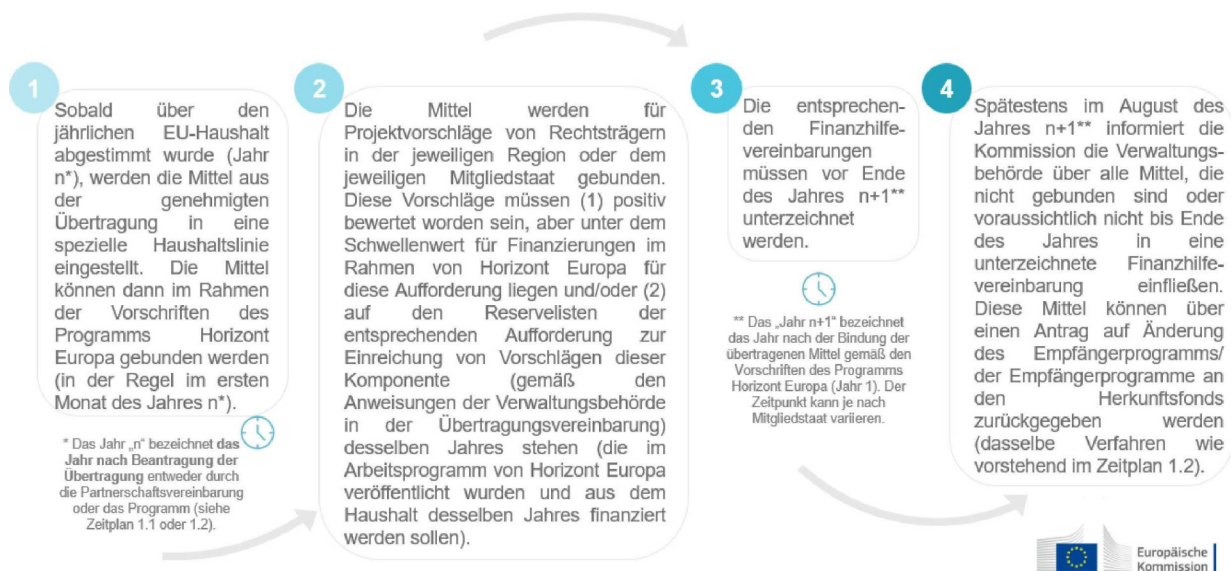 1
Sobald über den
jährlichen EU-Haushalt
abgestimmt wurde (Jahr
n*), werden die Mittel aus
der genehmigten
Übertragung in eine
spezielle Haushaltslinie
eingestellt. Die Mittel
können dann im Rahmen
der Vorschriften des
Programms Horizont
Europa gebunden werden
(in der Regel im ersten
Monat des Jahres n*).
* Das Jahr „n" bezeichnet das
Jahr nach Beantragung der
Übertragung entweder durch
die Partnerschaftsvereinbarung
oder das Programm (siehe
Zeitplan 1.1 oder 1.2).
2
Die Mittel werden für
Projektvorschläge von Rechtsträgern
in der jeweiligen Region oder dem
jeweiligen Mitgliedstaat gebunden.
Diese Vorschläge müssen (1) positiv
bewertet worden sein, aber unter dem
Schwellenwert für Finanzierungen im
Rahmen von Horizont Europa für
diese Aufforderung liegen und/oder (2)
auf den Reservelisten der
entsprechenden Aufforderung zur
Einreichung von Vorschlägen dieser
Komponente (gemäß den
Anweisungen der Verwaltungsbehörde
in der Übertragungsvereinbarung)
desselben Jahres stehen (die im
Arbeitsprogramm von Horizont Europa
veröffentlicht wurden und aus dem
Haushalt desselben Jahres finanziert
werden sollen).
3
Die entsprechen-
den Finanzhilfe-
vereinbarungen
müssen vor Ende
des Jahres n+1**
unterzeichnet
werden.
** Das „Jahr n+1" bezeichnet
das Jahr nach der Bindung der
übertragenen Mittel gemäß den
Vorschriften des Programms
Horizont Europa (Jahr 1). Der
Zeitpunkt kann je nach
Mitgliedstaat variieren.
4
Spätestens im August des
Jahres n+1** informiert die
Kommission die Verwaltungs-
behörde über alle Mittel, die
nicht gebunden sind oder
voraussichtlich nicht bis Ende
des Jahres in eine
unterzeichnete Finanzhilfe-
vereinbarung einfließen.
Diese Mittel können über
einen Antrag auf Änderung
des Empfängerprogramms/
der Empfängerprogramme an
den Herkunftsfonds
zurückgegeben werden
(dasselbe Verfahren wie
vorstehend im Zeitplan 1.2).
Europäische
Kommission